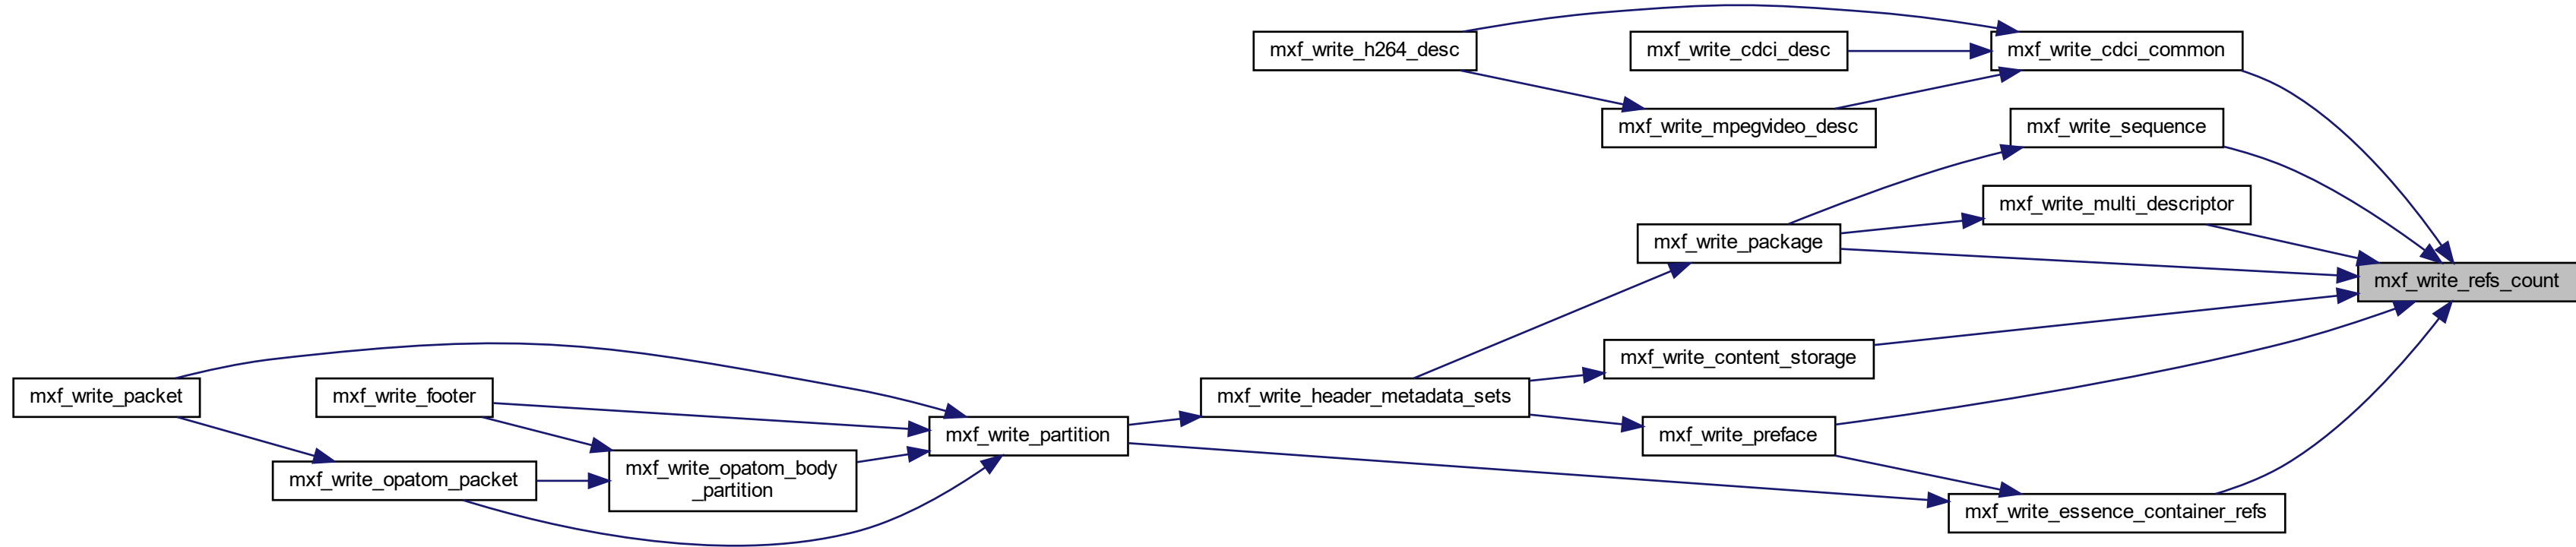 mxf_write_h264_desc
mxf_write_cdci_desc
mxf_write_cdci_common
mxf_write_mpegvideo_desc
mxf_write_sequence
mxf_write_multi_descriptor
mxf_write_package
mxf_write_refs_count
mxf_write_content_storage
mxf_write_packet
mxf_write_footer
mxf_write_header_metadata_sets
mxf_write_partition
mxf_write_preface
mxf_write_opatom_packet
mxf_write_opatom_body
_partition
mxf_write_essence_container_refs